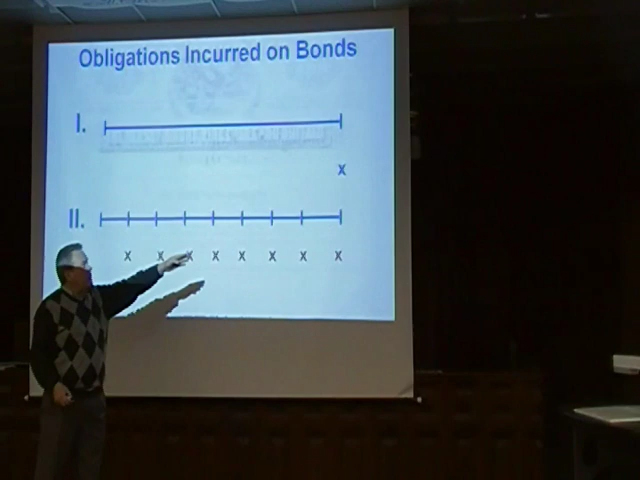 Obligations Incurred on Bonds
I.
x
II.
x x x x x x x x